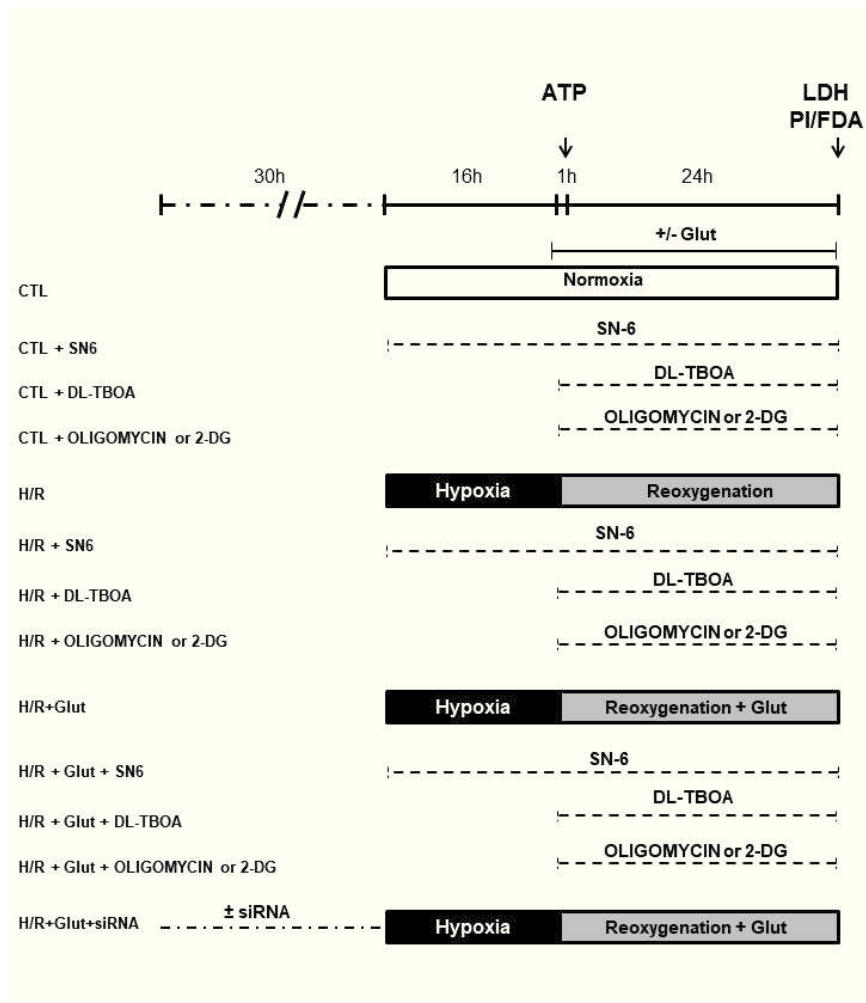 ATP
LDH
PI/FDA
30h
16h
1h
24h
+/- Glut
CTL
Normoxia
CTL + SN6
SN-6
CTL + DL-TBOA
DL-TBOA
CTL + OLIGOMYCIN or 2-DG
OLIGOMYCIN or 2-DG
H/R
Hypoxia
Reoxygenation
H/R + SN6
SN-6
H/R + DL-TBOA
DL-TBOA
H/R + OLIGOMYCIN or 2-DG
OLIGOMYCIN or 2-DG
H/R+Glut
Hypoxia
Reoxygenation + Glut
H/R + Glut + SN6
SN-6
H/R + Glut + DL-TBOA
DL-TBOA
H/R + Glut + OLIGOMYCIN or 2-DG
OLIGOMYCIN or 2-DG
H/R+Glut+siRNA
± siRNA
Hypoxia
Reoxygenation + Glut